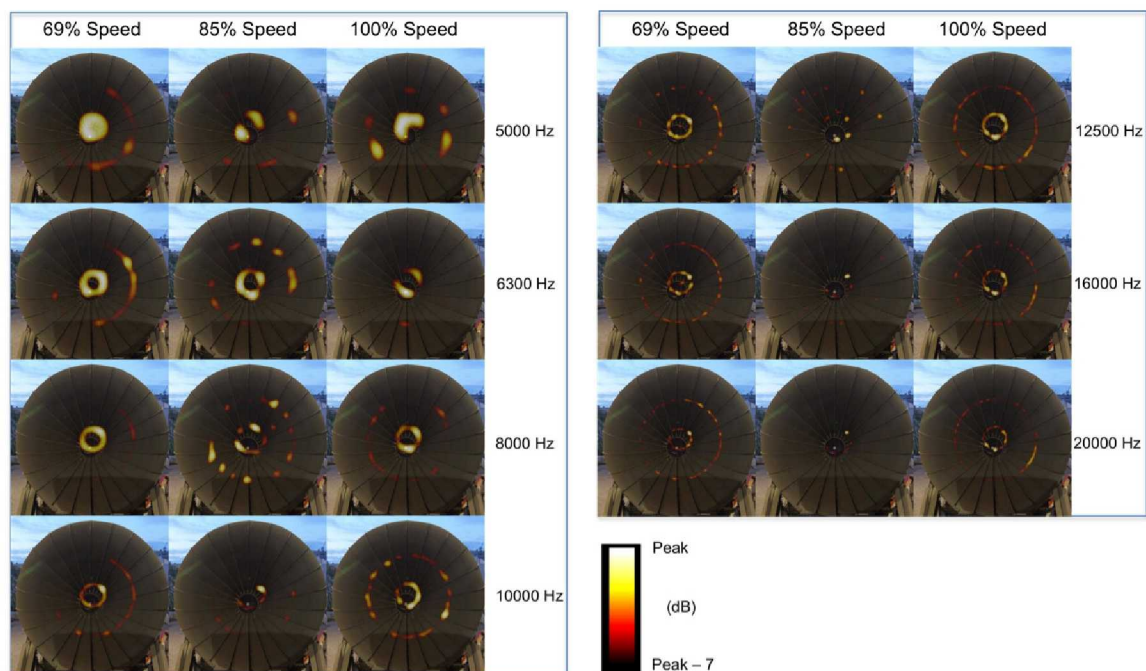 69% Speed 85% Speed 100% Speed
5000 Hz
6300 Hz
8000 Hz
10000 Hz
69% Speed 85% Speed 100% Speed
12500 Hz
16000 Hz
20000 Hz
Peak
(dB)
Peak – 7